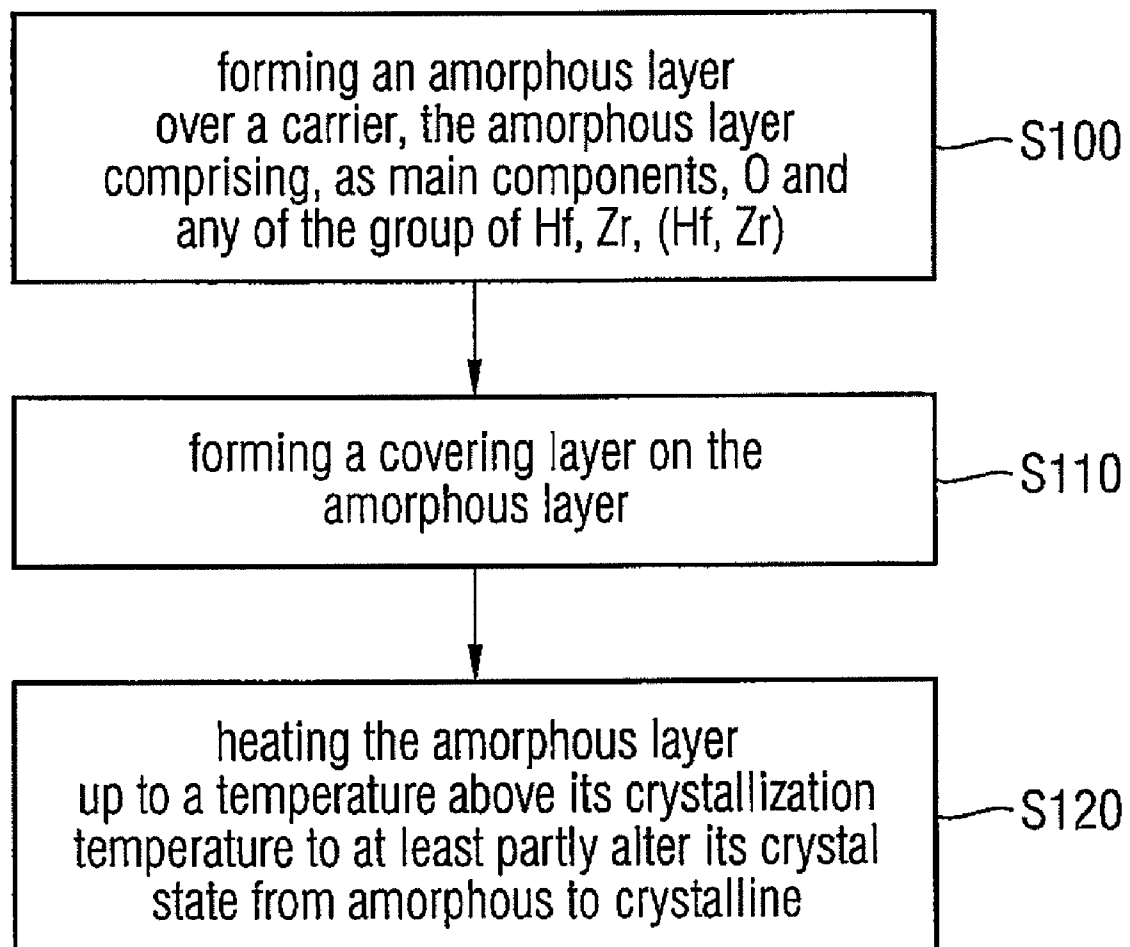 forming an amorphous layer
over a carrier, the amorphous layer
comprising, as main components, O and
any of the group of Hf, Zr, (Hf, Zr)
S100
forming a covering layer on the
amorphous layer
S110
heating the amorphous layer
up to a temperature above its crystallization
temperature to at least partly alter its crystal
state from amorphous to crystalline
S120